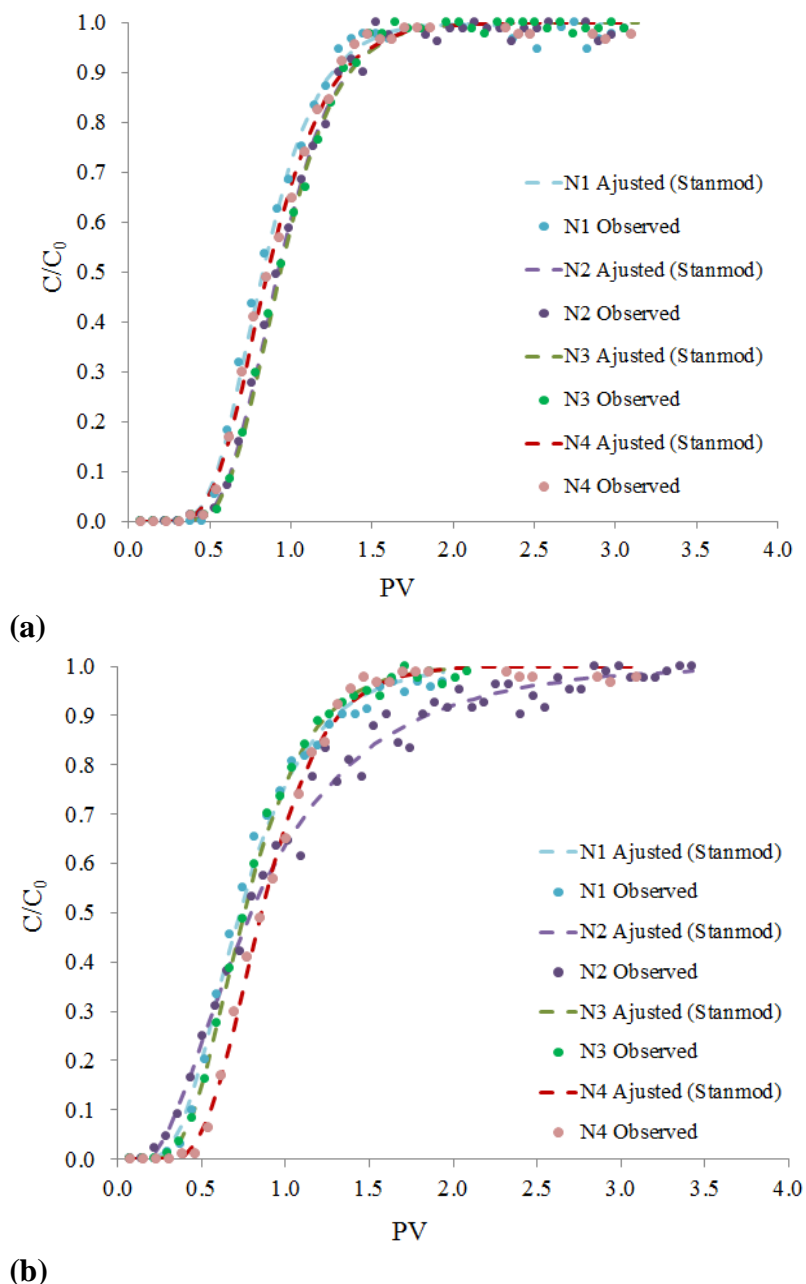 1.0
0.9
0.8
0.7
0.6
0.5
0.4
0.3
0.2
0.1
0.0
C/C0
N1 Ajusted (Stanmod)
N1 Observed
N2 Ajusted (Stanmod)
N2 Observed
N3 Ajusted (Stanmod)
N3 Observed
N4 Ajusted (Stanmod)
N4 Observed
0.0 0.5 1.0 1.5 2.0 2.5 3.0 3.5 4.0
PV
(a)
1.0
0.9
0.8
0.7
0.6
0.5
0.4
0.3
0.2
0.1
0.0
C/C0
N1 Ajusted (Stanmod)
N1 Observed
N2 Ajusted (Stanmod)
N2 Observed
N3 Ajusted (Stanmod)
N3 Observed
N4 Ajusted (Stanmod)
N4 Observed
0.0 0.5 1.0 1.5 2.0 2.5 3.0 3.5 4.0
PV
(b)